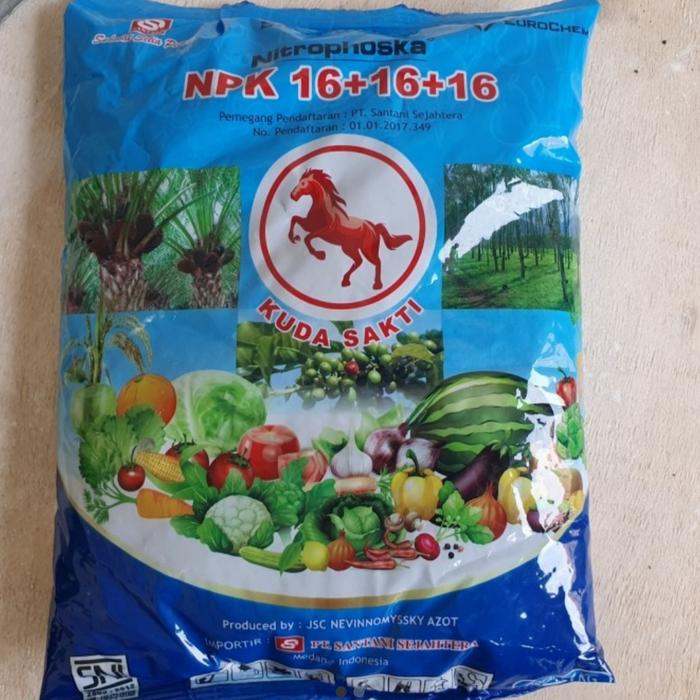 EUROCHEM
Nitrophoska
NPK 16+16+16
Pemegang Pendaftaran : PT. Santani Sejahtera
No. Pendaftaran : 01.01.2017.349
KUDA SAKTI
Produced by : JSC NEVINNOMYSSKY AZOT
IMPORTIR : PT. SANTANI SEJAHTERA
Medan - Indonesia
SNI